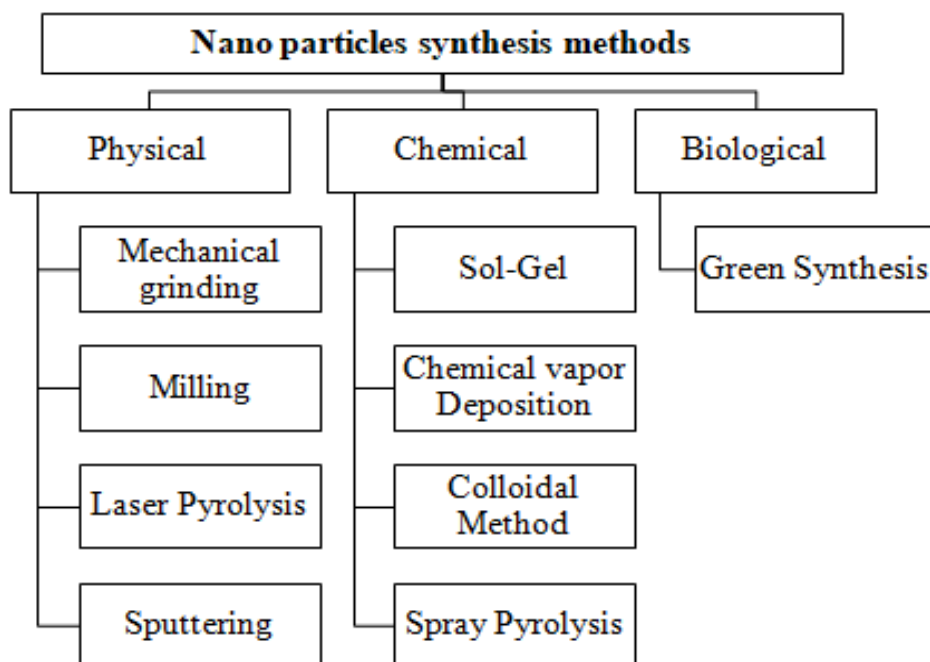 Nano particles synthesis methods
Physical
Chemical
Biological
Mechanical
grinding
Milling
Laser Pyrolysis
Sputtering
Sol-Gel
Chemical vapor
Deposition
Colloidal
Method
Spray Pyrolysis
Green Synthesis